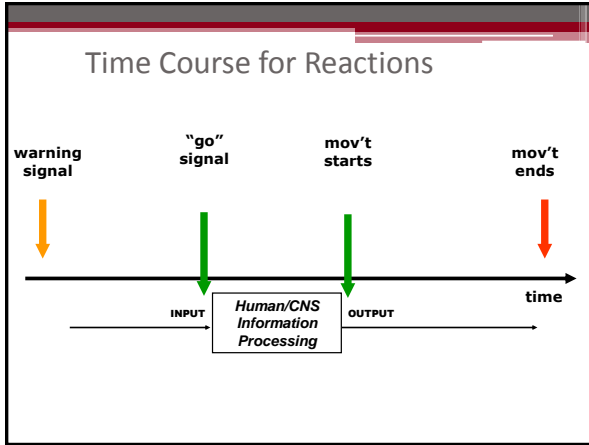 Time Course for Reactions
warning
signal
“go”
signal
mov’t
starts
mov’t
ends
time
INPUT
Human/CNS
Information
Processing
OUTPUT